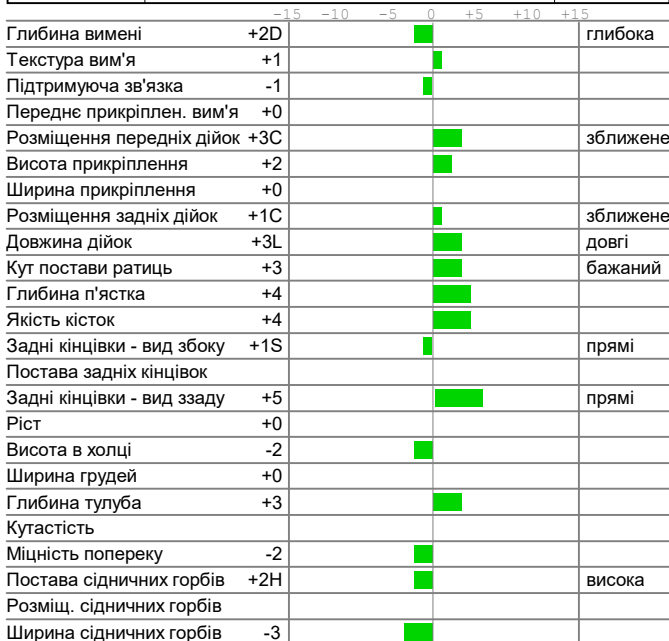 -15 -10 -5 0 +5 +10 +15
Глибина вимені +2D глибока
Текстура вим'я +1
Підтримуюча зв'язка -1
Переднє прикріплен. вим'я +0
Розміщення передніх дійок +3C зближене
Висота прикріплення +2
Ширина прикріплення +0
Розміщення задніх дійок +1C зближене
Довжина дійок +3L довгі
Кут постави ратиць +3 бажаний
Глибина п'ястка +4
Якість кісток +4
Задні кінцівки - вид збоку +1S прямі
Постава задніх кінцівок
Задні кінцівки - вид ззаду +5 прямі
Ріст +0
Висота в холці -2
Ширина грудей +0
Глибина тулуба +3
Кутастість
Міцність попереку -2
Постава сідничних горбів +2H висока
Розміщ. сідничних горбів
Ширина сідничних горбів -3